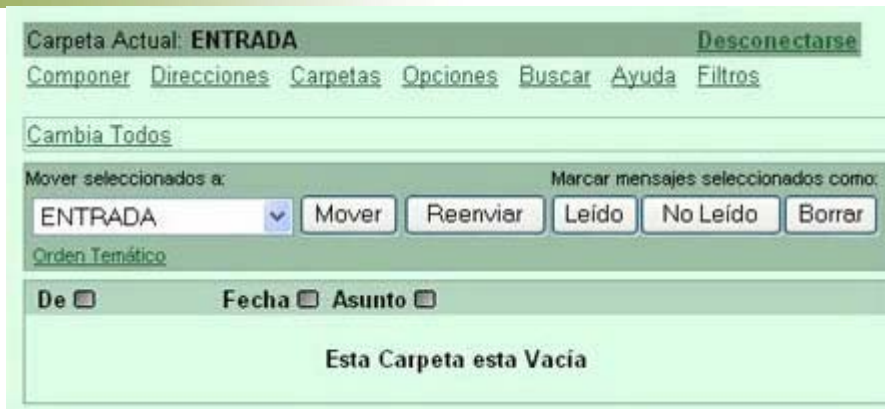 Carpeta Actual: ENTRADA Desconectarse
Componer Direcciones Carpetas Opciones Buscar Ayuda Filtros
Cambia Todos
Mover seleccionados a: Marcar mensajes seleccionados como:
ENTRADA Mover Reenviar Leído No Leído Borrar
Orden Temático
De Fecha Asunto
Esta Carpeta esta Vacía